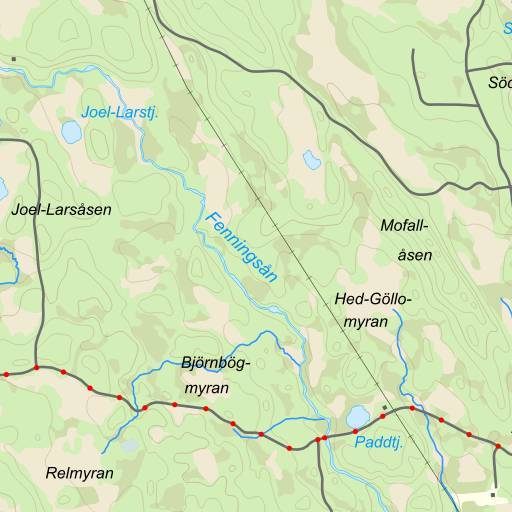 S
Söd
Joel-Larstj.
Joel-Larsåsen
Fenningsån
Mofall-
åsen
Hed-Göllo-
myran
Björnbög-
myran
Paddtj.
Relmyran